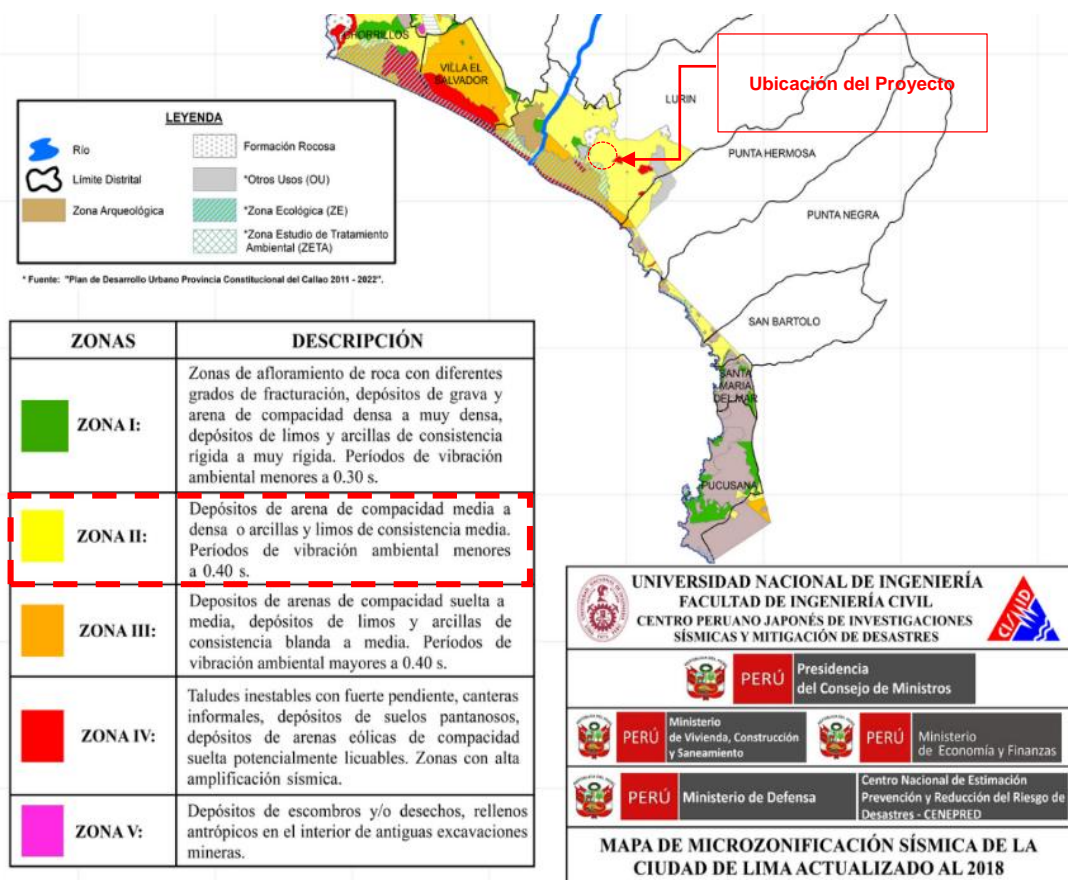 CHORRILLOS
VILLA EL
SALVADOR
LURIN
Ubicación del Proyecto
PUNTA HERMOSA
PUNTA NEGRA
SAN BARTOLO
SANTA
MARIA
DEL MAR
PUCUSANA
LEYENDA
Río
Límite Distrital
Zona Arqueológica
Formación Rocosa
*Otros Usos (OU)
*Zona Ecológica (ZE)
*Zona Estudio de Tratamiento
Ambiental (ZETA)
* Fuente: "Plan de Desarrollo Urbano Provincia Constitucional del Callao 2011 - 2022".
ZONAS DESCRIPCIÓN
ZONA I:
Zonas de afloramiento de roca con diferentes
grados de fracturación, depósitos de grava y
arena de compacidad densa a muy densa,
depósitos de limos y arcillas de consistencia
rígida a muy rígida. Períodos de vibración
ambiental menores a 0.30 s.
ZONA II:
Depósitos de arena de compacidad media a
densa o arcillas y limos de consistencia media.
Períodos de vibración ambiental menores
a 0.40 s.
ZONA III:
Depositos de arenas de compacidad suelta a
media, depósitos de limos y arcillas de
consistencia blanda a media. Períodos de
vibración ambiental mayores a 0.40 s.
ZONA IV:
Taludes inestables con fuerte pendiente, canteras
informales, depósitos de suelos pantanosos,
depósitos de arenas eólicas de compacidad
suelta potencialmente licuables. Zonas con alta
amplificación sísmica.
ZONA V:
Depósitos de escombros y/o desechos, rellenos
antrópicos en el interior de antiguas excavaciones
mineras.
UNIVERSIDAD NACIONAL DE INGENIERÍA
FACULTAD DE INGENIERÍA CIVIL
CENTRO PERUANO JAPONÉS DE INVESTIGACIONES
SÍSMICAS Y MITIGACIÓN DE DESASTRES
CISMID
PERÚ
Presidencia
del Consejo de Ministros
PERÚ
Ministerio
de Vivienda, Construcción
y Saneamiento
PERÚ
Ministerio
de Economía y Finanzas
PERÚ
Ministerio de Defensa
Centro Nacional de Estimación
Prevención y Reducción del Riesgo de
Desastres - CENEPRED
MAPA DE MICROZONIFICACIÓN SÍSMICA DE LA
CIUDAD DE LIMA ACTUALIZADO AL 2018